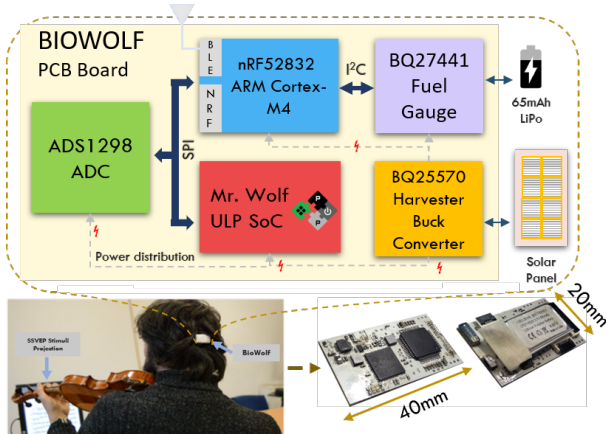 BIOWOLF
PCB Board
BLE
NRF
nRF52832
ARM Cortex-
M4
I²C
BQ27441
Fuel
Gauge
65mAh
LiPo
ADS1298
ADC
SPI
Mr. Wolf
ULP SoC
P
P
BQ25570
Harvester
Buck
Converter
Solar
Panel
Power distribution
SSVEP Stimuli
Projection
BioWolf
20mm
40mm